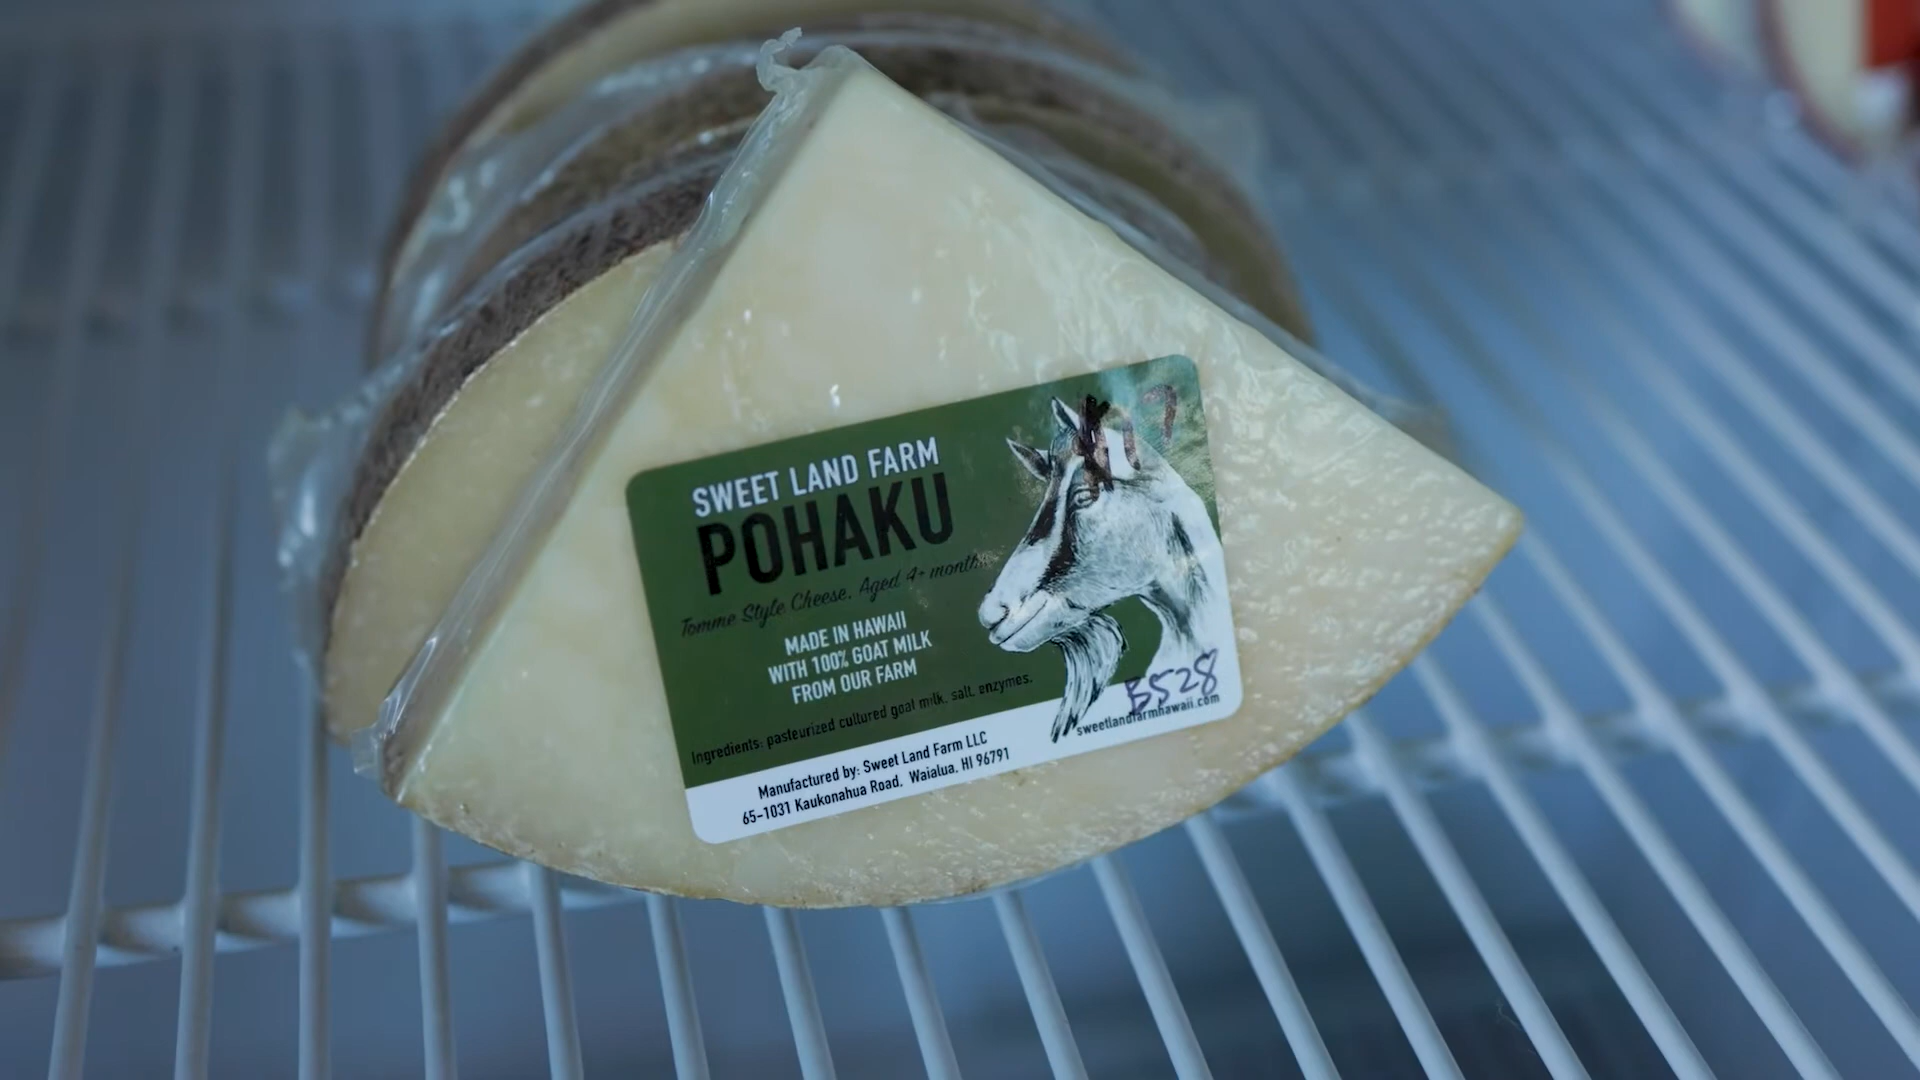 SWEET LAND FARM
POHAKU
Tomme Style Cheese. Aged 4+ months
MADE IN HAWAII
WITH 100% GOAT MILK
FROM OUR FARM
Ingredients: pasteurized cultured goat milk, salt, enzymes.
B528
sweetlandfarmhawaii.com
Manufactured by: Sweet Land Farm LLC
65-1031 Kaukonahua Road, Waialua, HI 96791